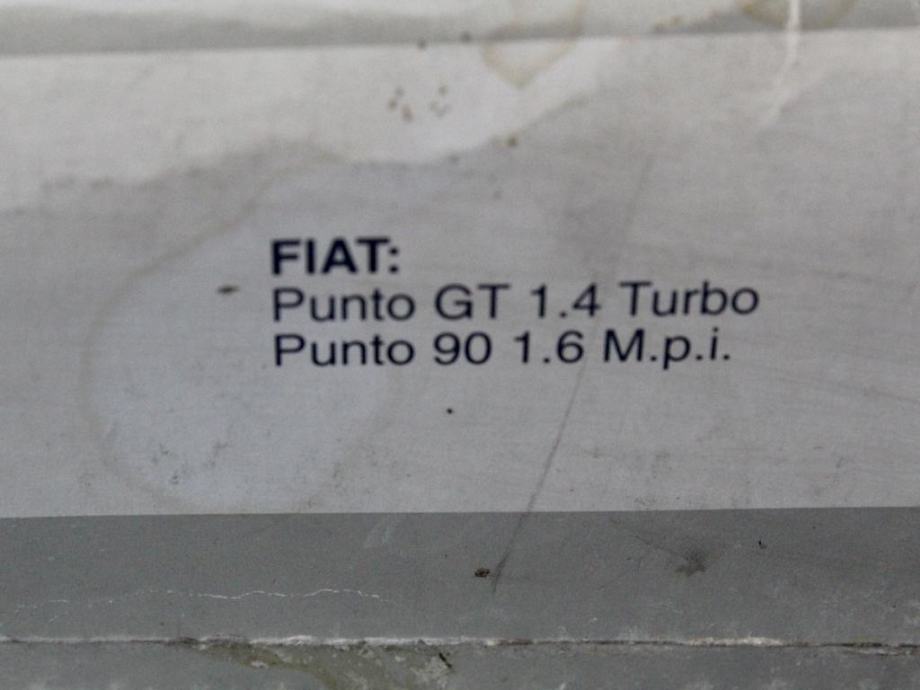 FIAT:
Punto GT 1.4 Turbo
Punto 90 1.6 M.p.i.